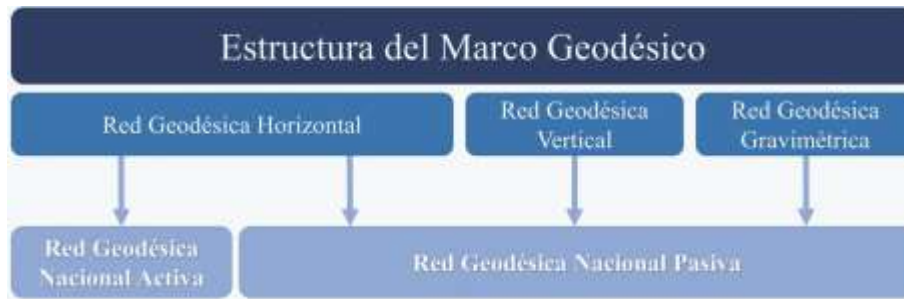 Estructura del Marco Geodésico
Red Geodésica Horizontal
Red Geodésica
Vertical
Red Geodésica
Gravimétrica
Red Geodésica
Nacional Activa
Red Geodésica Nacional Pasiva